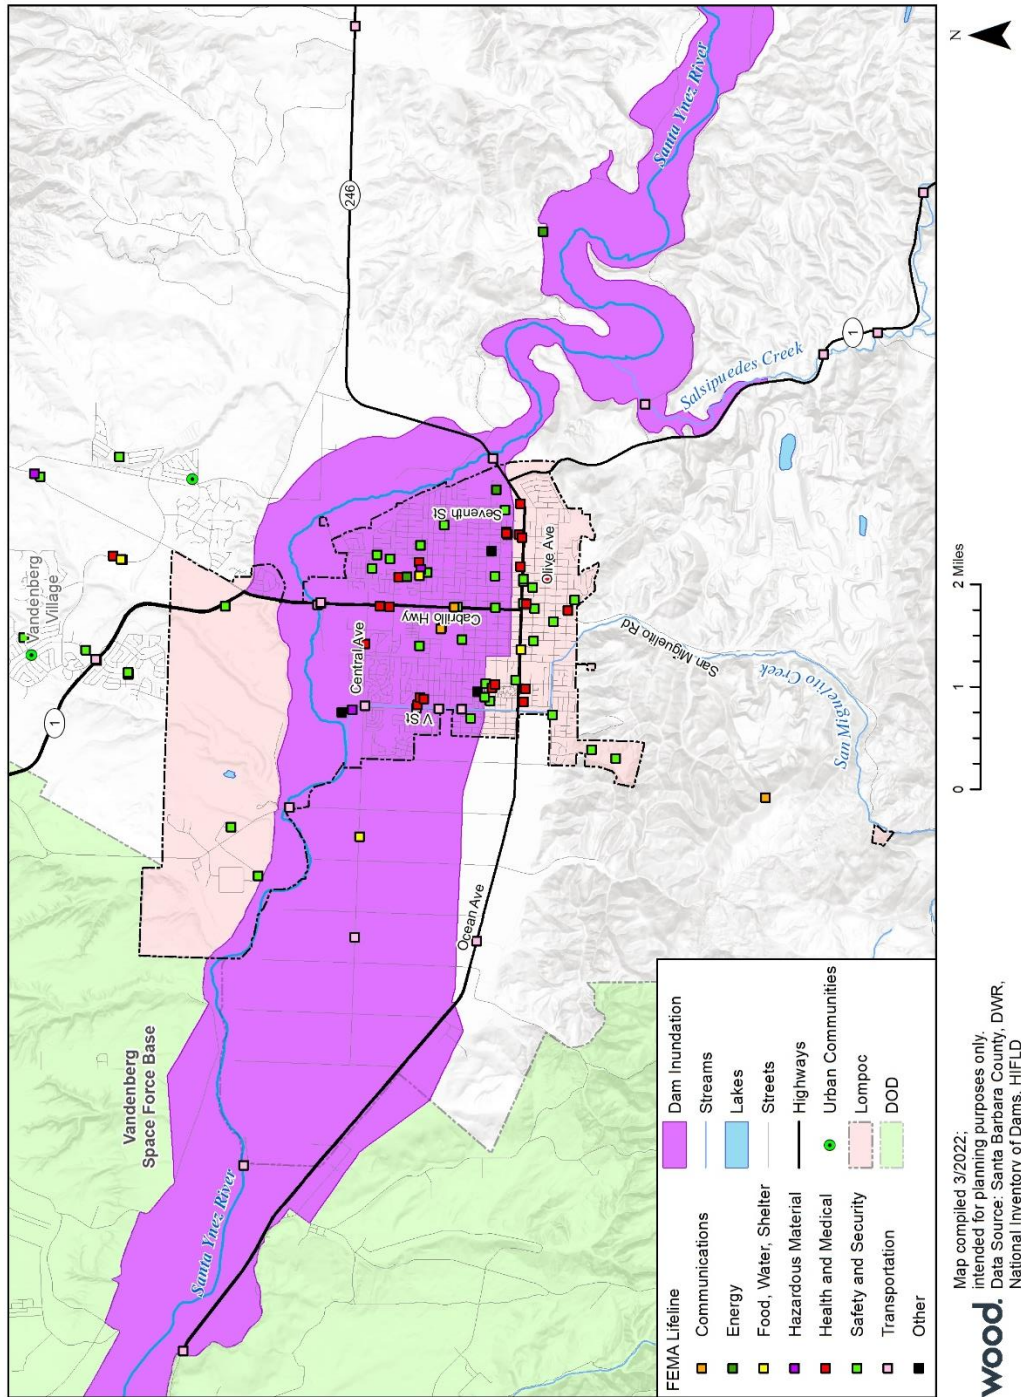 Vandenberg
Village
Vandenberg
Space Force Base
1
246
1
Santa Ynez River
Santa Ynez River
Salsipuedes Creek
San Miguelito Creek
San Miguelito Rd
Central Ave
V St
Cabrillo Hwy
Seventh St
Olive Ave
Ocean Ave
FEMA Lifeline
Communications
Energy
Food, Water, Shelter
Hazardous Material
Health and Medical
Safety and Security
Transportation
Other
Dam Inundation
Streams
Lakes
Streets
Highways
Urban Communities
Lompoc
DOD
0 1 2 Miles
N
wood.
Map compiled 3/2022;
intended for planning purposes only.
Data Source: Santa Barbara County, DWR,
National Inventory of Dams, HIFLD